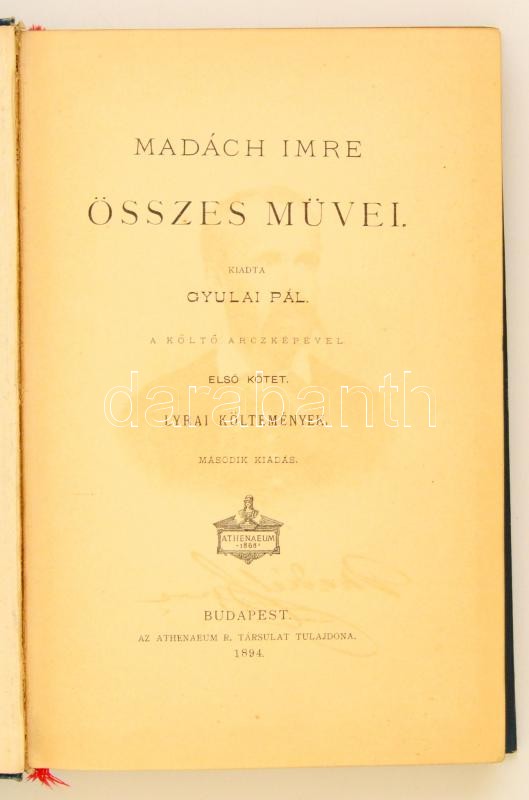 MADÁCH IMRE
ÖSSZES MÜVEI.
KIADTA
GYULAI PÁL.
A KÖLTŐ ARCZKÉPÉVEL
ELSŐ KÖTET.
darabanth
LYRAI KÖLTEMÉNYEK.
MÁSODIK KIADÁS.
ATHENAEUM
·1868·
BUDAPEST.
AZ ATHENAEUM R. TÁRSULAT TULAJDONA.
1894.